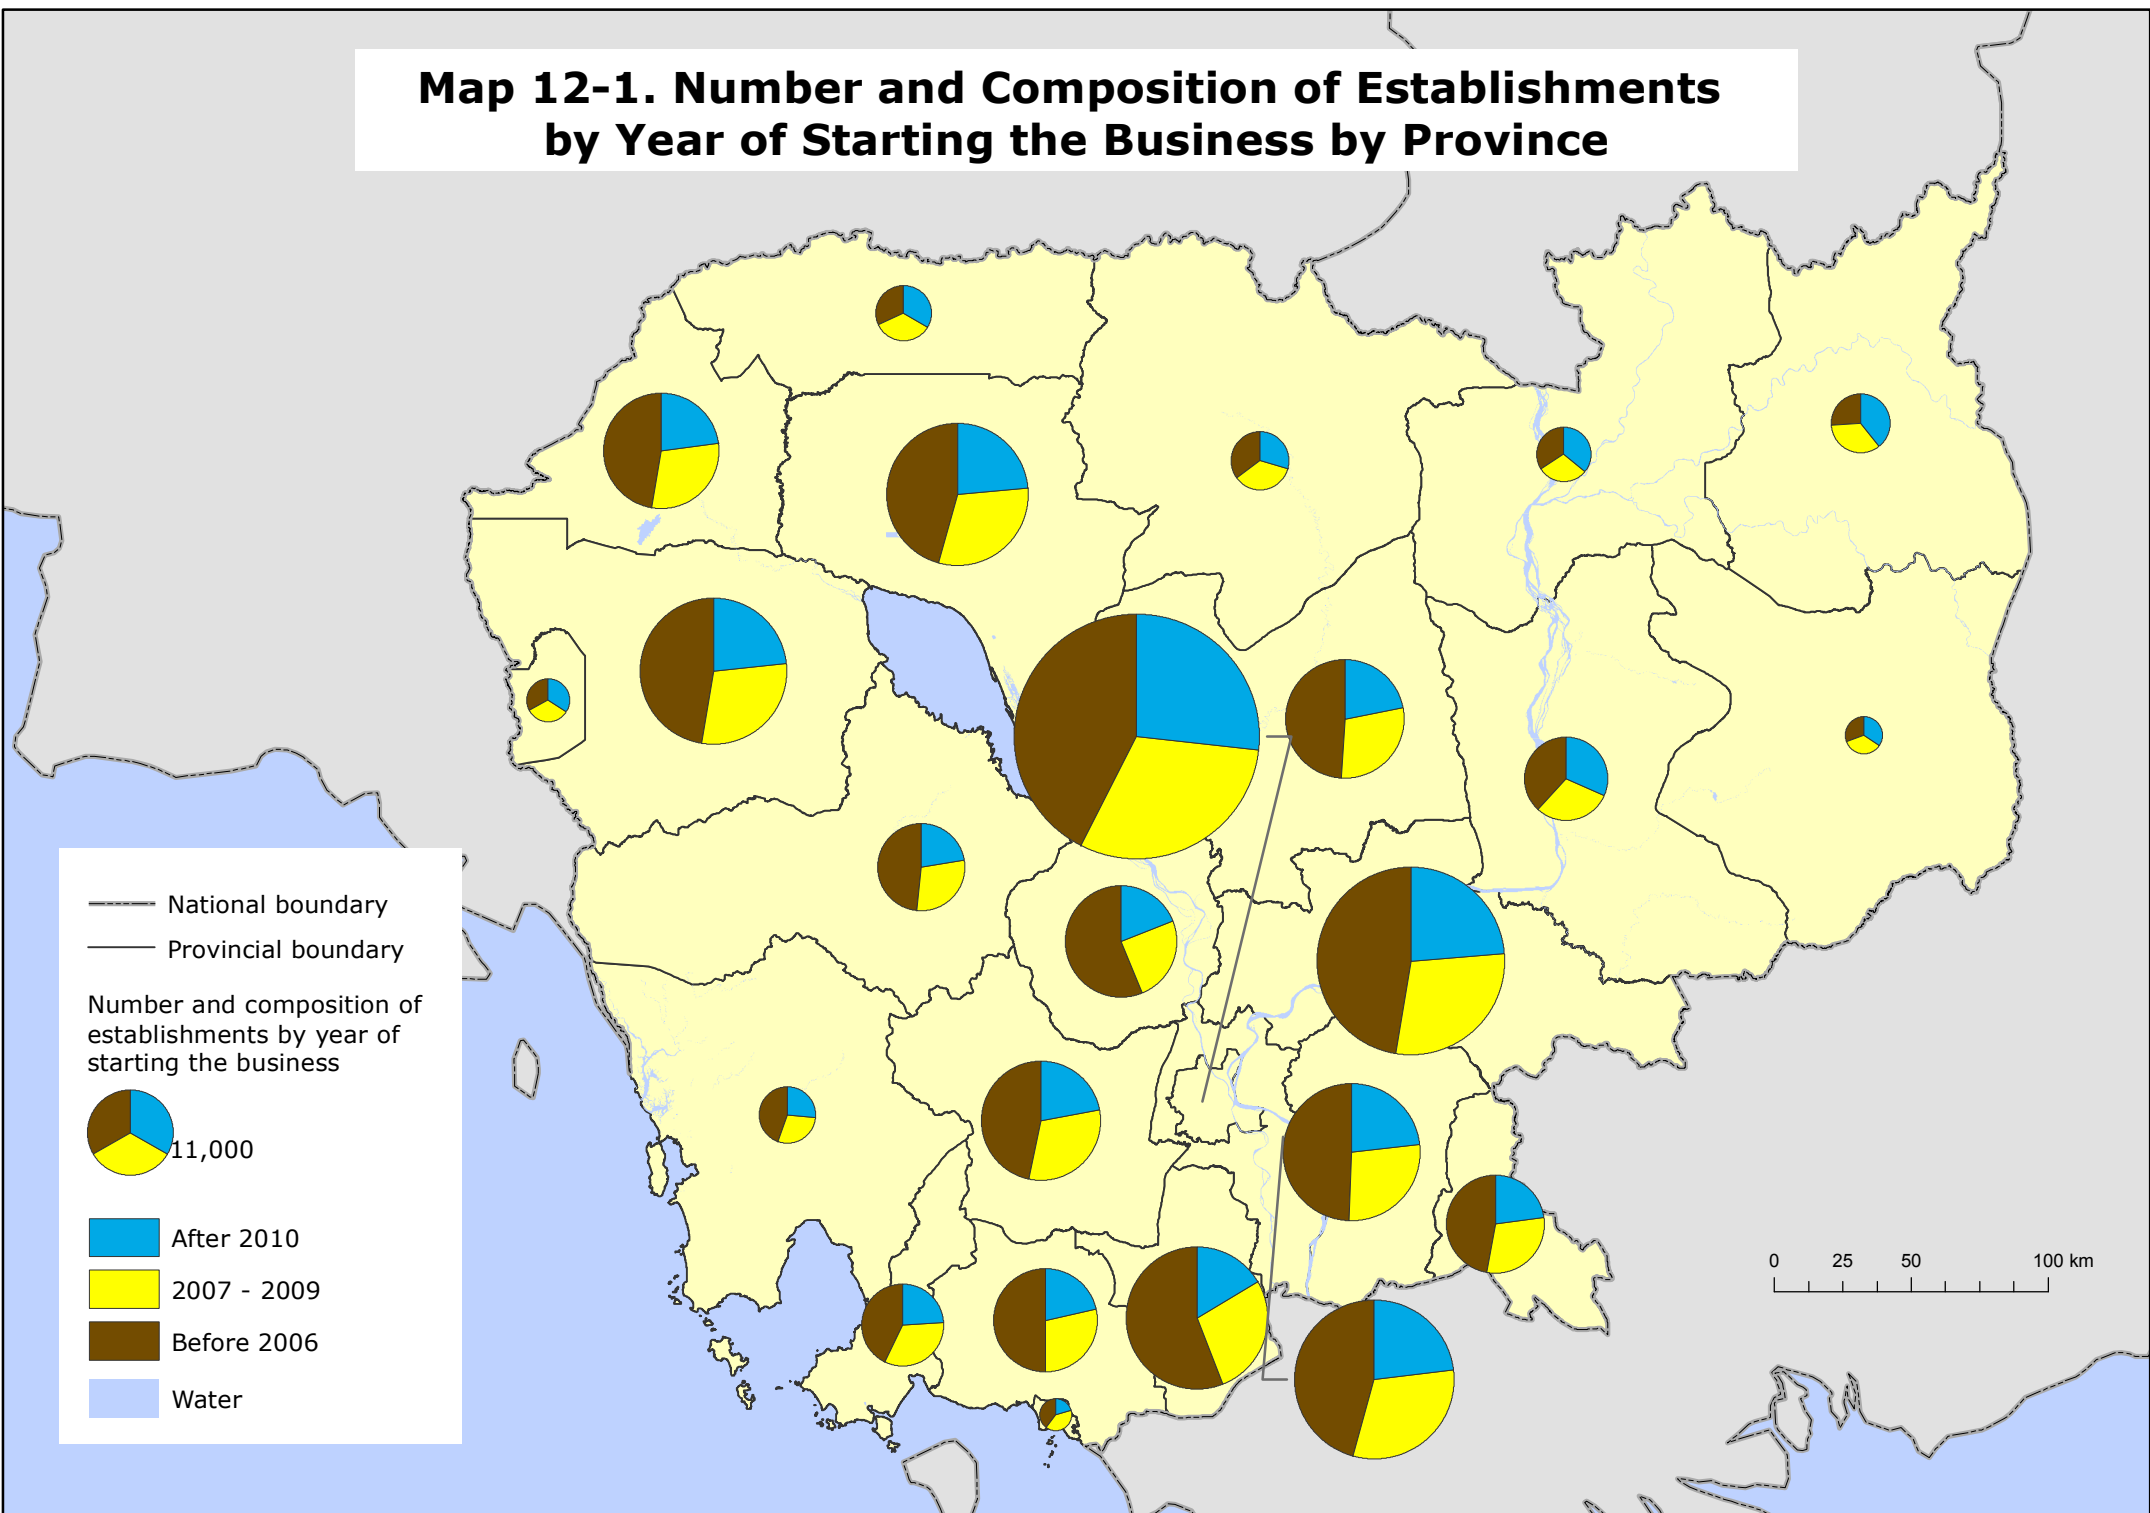 Map 12-1. Number and Composition of Establishments
by Year of Starting the Business by Province
National boundary
Provincial boundary
Number and composition of
establishments by year of
starting the business
11,000
After 2010
2007 - 2009
Before 2006
Water
0 25 50 100 km